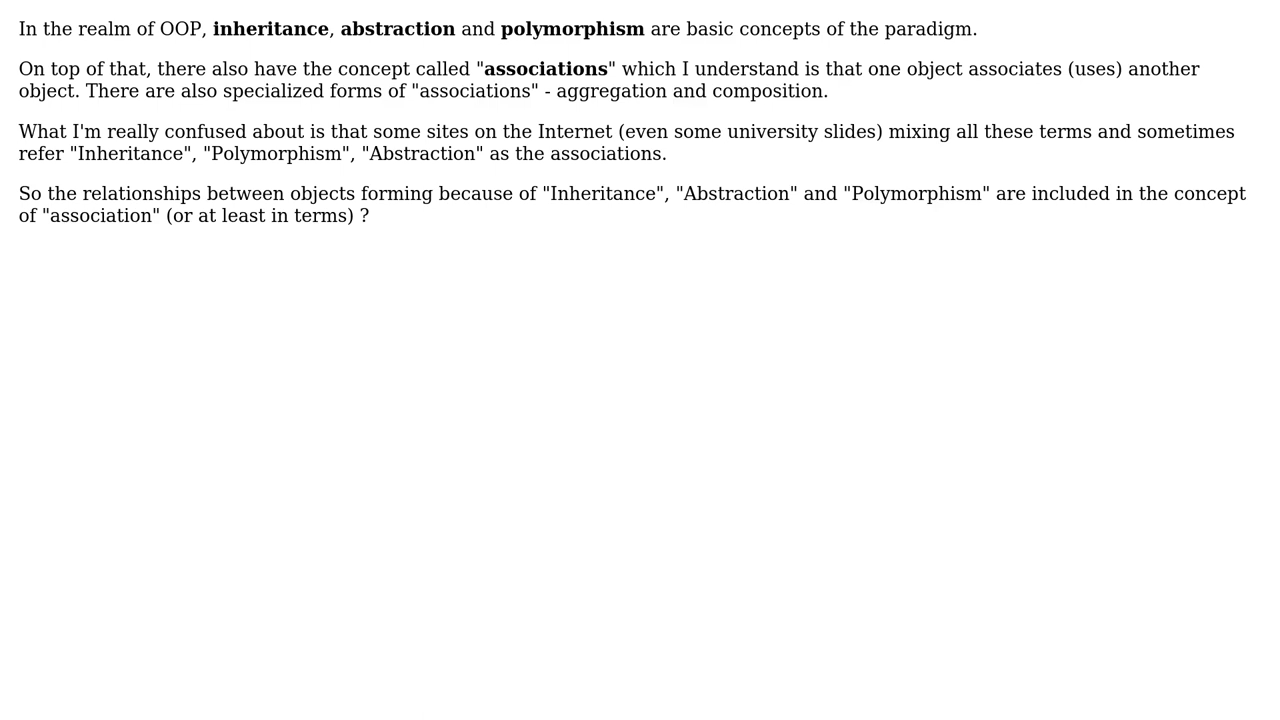 In the realm of OOP, inheritance, abstraction and polymorphism are basic concepts of the paradigm.
On top of that, there also have the concept called "associations" which I understand is that one object associates (uses) another
object. There are also specialized forms of "associations" - aggregation and composition.
What I'm really confused about is that some sites on the Internet (even some university slides) mixing all these terms and sometimes
refer "Inheritance", "Polymorphism", "Abstraction" as the associations.
So the relationships between objects forming because of "Inheritance", "Abstraction" and "Polymorphism" are included in the concept
of "association" (or at least in terms) ?